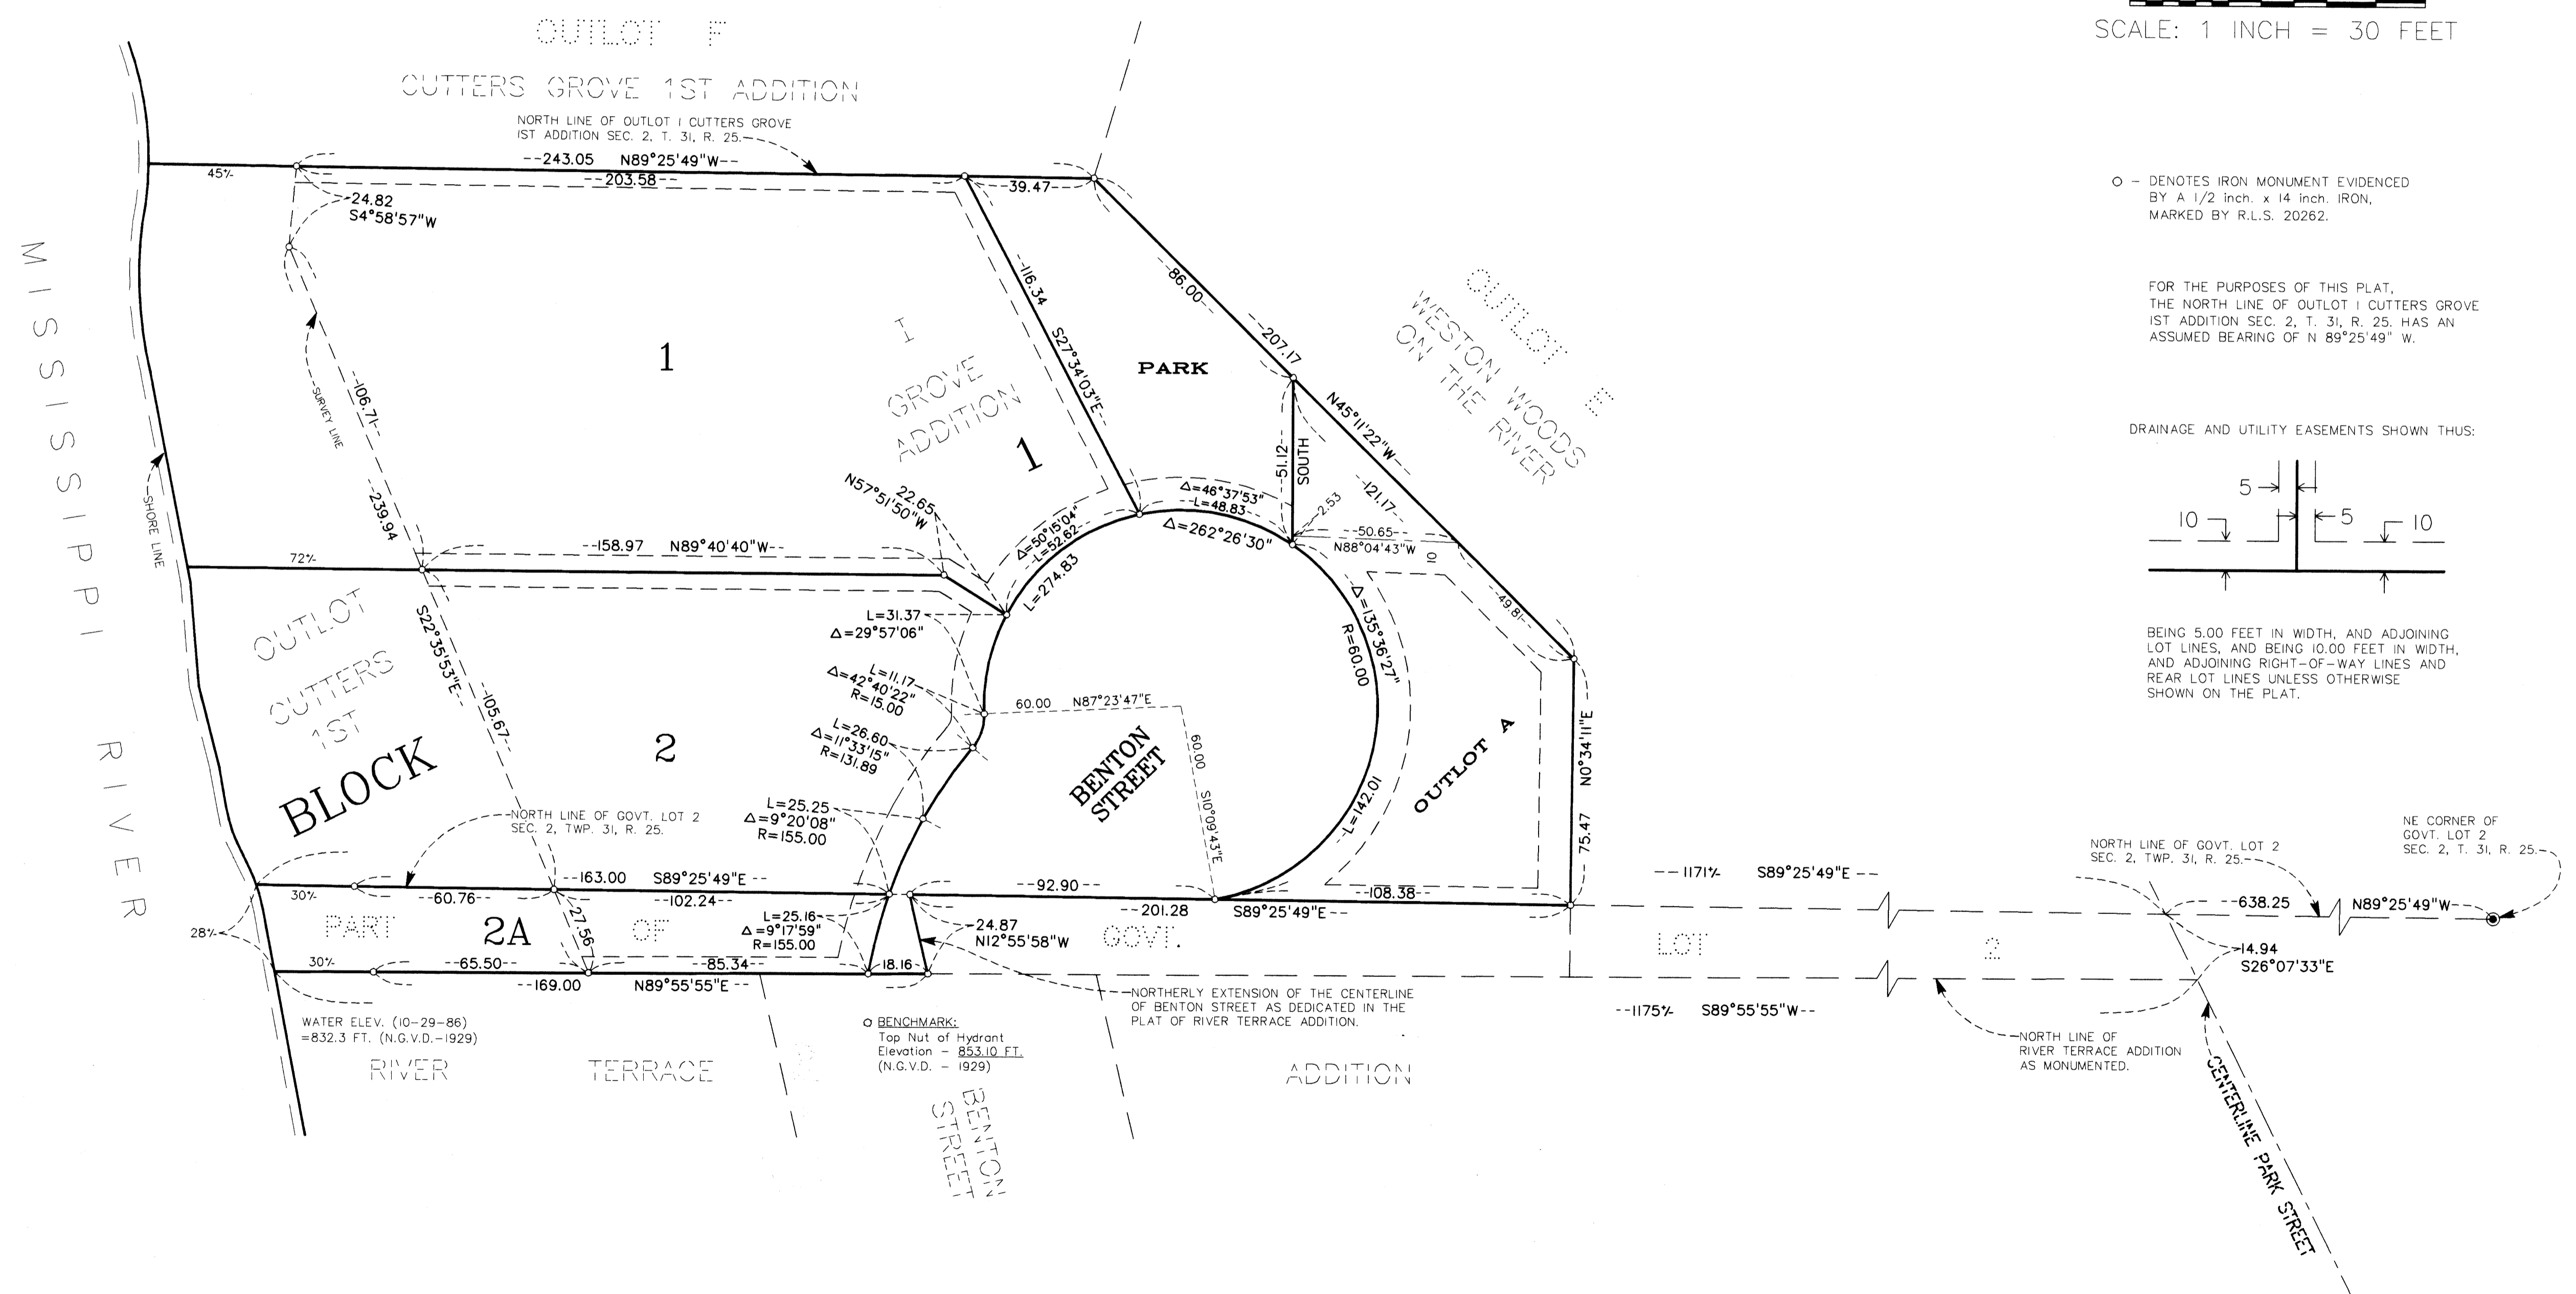 OUTLOT F
CUTTERS GROVE 1ST ADDITION
NORTH LINE OF OUTLOT I CUTTERS GROVE
1ST ADDITION SEC. 2, T. 31, R. 25.
SCALE: 1 INCH = 30 FEET
243.05 N89°25'49"W
203.58
45±
39.47
24.82
S4°58'57"W
116.34
S27°34'03"E
86.00
207.17
N45°11'22"W
121.17
49.81
PARK
51.12
SOUTH
OUTLOT E
WESTON WOODS
ON THE RIVER
MISSISSIPPI RIVER
SHORE LINE
SURVEY LINE
106.71
239.94
S22°35'53"E
105.67
1
I
GROVE
ADDITION
1
22.65
N57°51'50"W
Δ=50°15'04"
L=52.62
L=274.83
Δ=46°37'53"
L=48.83
Δ=262°26'30"
2.53
50.65
N88°04'43"W
10
Δ=135°36'27"
R=60.00
L=142.01
72±
158.97 N89°40'40"W
L=31.37
Δ=29°57'06"
L=11.17
Δ=42°40'22"
R=15.00
L=26.60
Δ=11°33'15"
R=131.89
L=25.25
Δ=9°20'08"
R=155.00
60.00 N87°23'47"E
60.00 S10°09'43"E
BENTON
STREET
OUTLOT A
N0°34'11"E
75.47
OUTLOT
CUTTERS
1ST
BLOCK
2
NORTH LINE OF GOVT. LOT 2
SEC. 2, TWP. 31, R. 25.
163.00 S89°25'49"E
30±
60.76
102.24
92.90
201.28 S89°25'49"E
108.38
1171± S89°25'49"E
28±
PART
2A
27.56
OF
L=25.16
Δ=9°17'59"
R=155.00
24.87
N12°55'58"W
GOVT.
LOT
2
30±
65.50
85.34
18.16
169.00 N89°55'55"E
1175± S89°55'55"W
NORTHERLY EXTENSION OF THE CENTERLINE
OF BENTON STREET AS DEDICATED IN THE
PLAT OF RIVER TERRACE ADDITION.
WATER ELEV. (10-29-86)
=832.3 FT. (N.G.V.D.-1929)
BENCHMARK:
Top Nut of Hydrant
Elevation - 853.10 FT.
(N.G.V.D. - 1929)
RIVER TERRACE ADDITION
BENTON
STREET
DENOTES IRON MONUMENT EVIDENCED
BY A 1/2 inch. x 14 inch. IRON,
MARKED BY R.L.S. 20262.
FOR THE PURPOSES OF THIS PLAT,
THE NORTH LINE OF OUTLOT I CUTTERS GROVE
1ST ADDITION SEC. 2, T. 31, R. 25. HAS AN
ASSUMED BEARING OF N 89°25'49" W.
DRAINAGE AND UTILITY EASEMENTS SHOWN THUS:
5
10
5
10
BEING 5.00 FEET IN WIDTH, AND ADJOINING
LOT LINES, AND BEING 10.00 FEET IN WIDTH,
AND ADJOINING RIGHT-OF-WAY LINES AND
REAR LOT LINES UNLESS OTHERWISE
SHOWN ON THE PLAT.
NE CORNER OF
GOVT. LOT 2
SEC. 2, T. 31, R. 25.
NORTH LINE OF GOVT. LOT 2
SEC. 2, TWP. 31, R. 25.
638.25 N89°25'49"W
14.94
S26°07'33"E
NORTH LINE OF
RIVER TERRACE ADDITION
AS MONUMENTED.
CENTERLINE PARK STREET